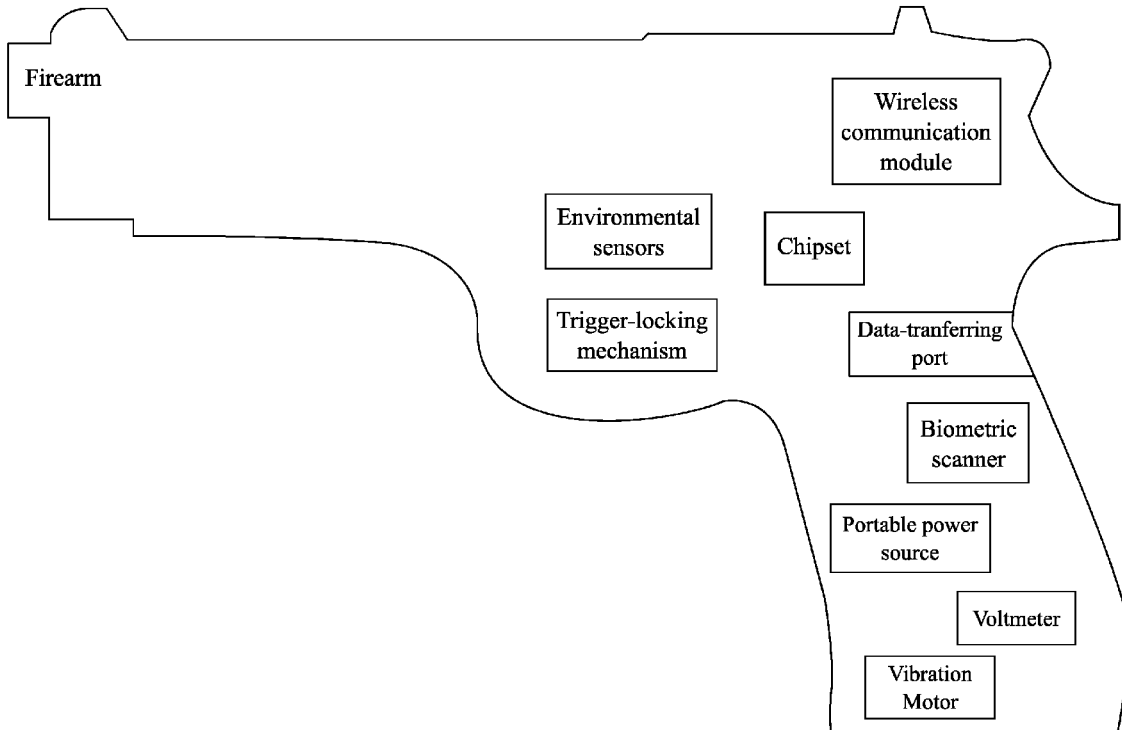 Firearm
Wireless
communication
module
Environmental
sensors
Chipset
Trigger-locking
mechanism
Data-tranferring
port
Biometric
scanner
Portable power
source
Voltmeter
Vibration
Motor